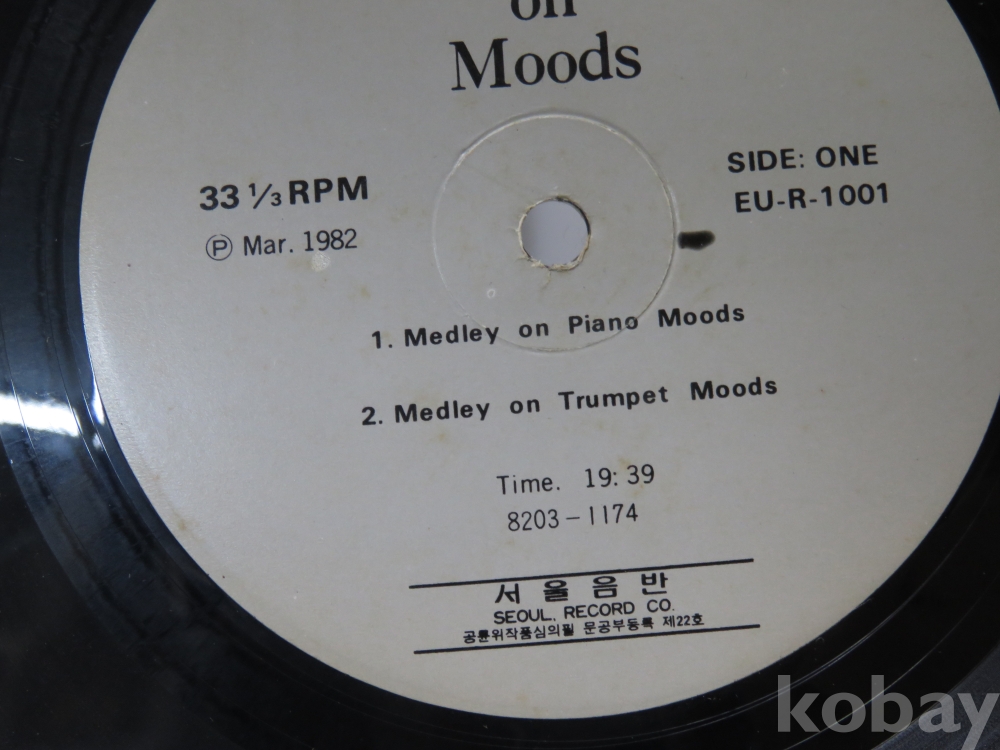 on
Moods
33 1/3 RPM
Ⓟ Mar. 1982
SIDE: ONE
EU-R-1001
1. Medley on Piano Moods
2. Medley on Trumpet Moods
Time. 19:39
8203-1174
서울음반
SEOUL, RECORD CO.
공륜위작품심의필 문공부등록 제22호
kobay